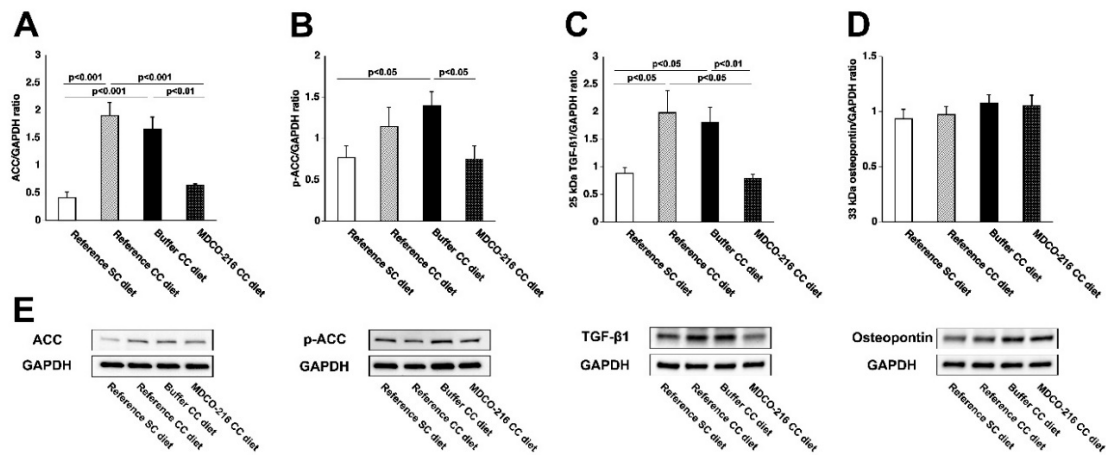 A
ACC/GAPDH ratio
3
2.5
2
1.5
1
0.5
0
p<0.001 p<0.001
p<0.001 p<0.01
Reference SC diet
Reference CC diet
Buffer CC diet
MDCO-216 CC diet
B
p-ACC/GAPDH ratio
2
1.5
1
0.5
0
p<0.05 p<0.05
Reference SC diet
Reference CC diet
Buffer CC diet
MDCO-216 CC diet
C
25 kDa TGF-ß1/GAPDH ratio
3
2.5
2
1.5
1
0.5
0
p<0.05 p<0.01
p<0.05 p<0.05
Reference SC diet
Reference CC diet
Buffer CC diet
MDCO-216 CC diet
D
33 kDa osteopontin/GAPDH ratio
1.5
1
0.5
0
Reference SC diet
Reference CC diet
Buffer CC diet
MDCO-216 CC diet
E
ACC
GAPDH
Reference SC diet
Reference CC diet
Buffer CC diet
MDCO-216 CC diet
p-ACC
GAPDH
Reference SC diet
Reference CC diet
Buffer CC diet
MDCO-216 CC diet
TGF-ß1
GAPDH
Reference SC diet
Reference CC diet
Buffer CC diet
MDCO-216 CC diet
Osteopontin
GAPDH
Reference SC diet
Reference CC diet
Buffer CC diet
MDCO-216 CC diet